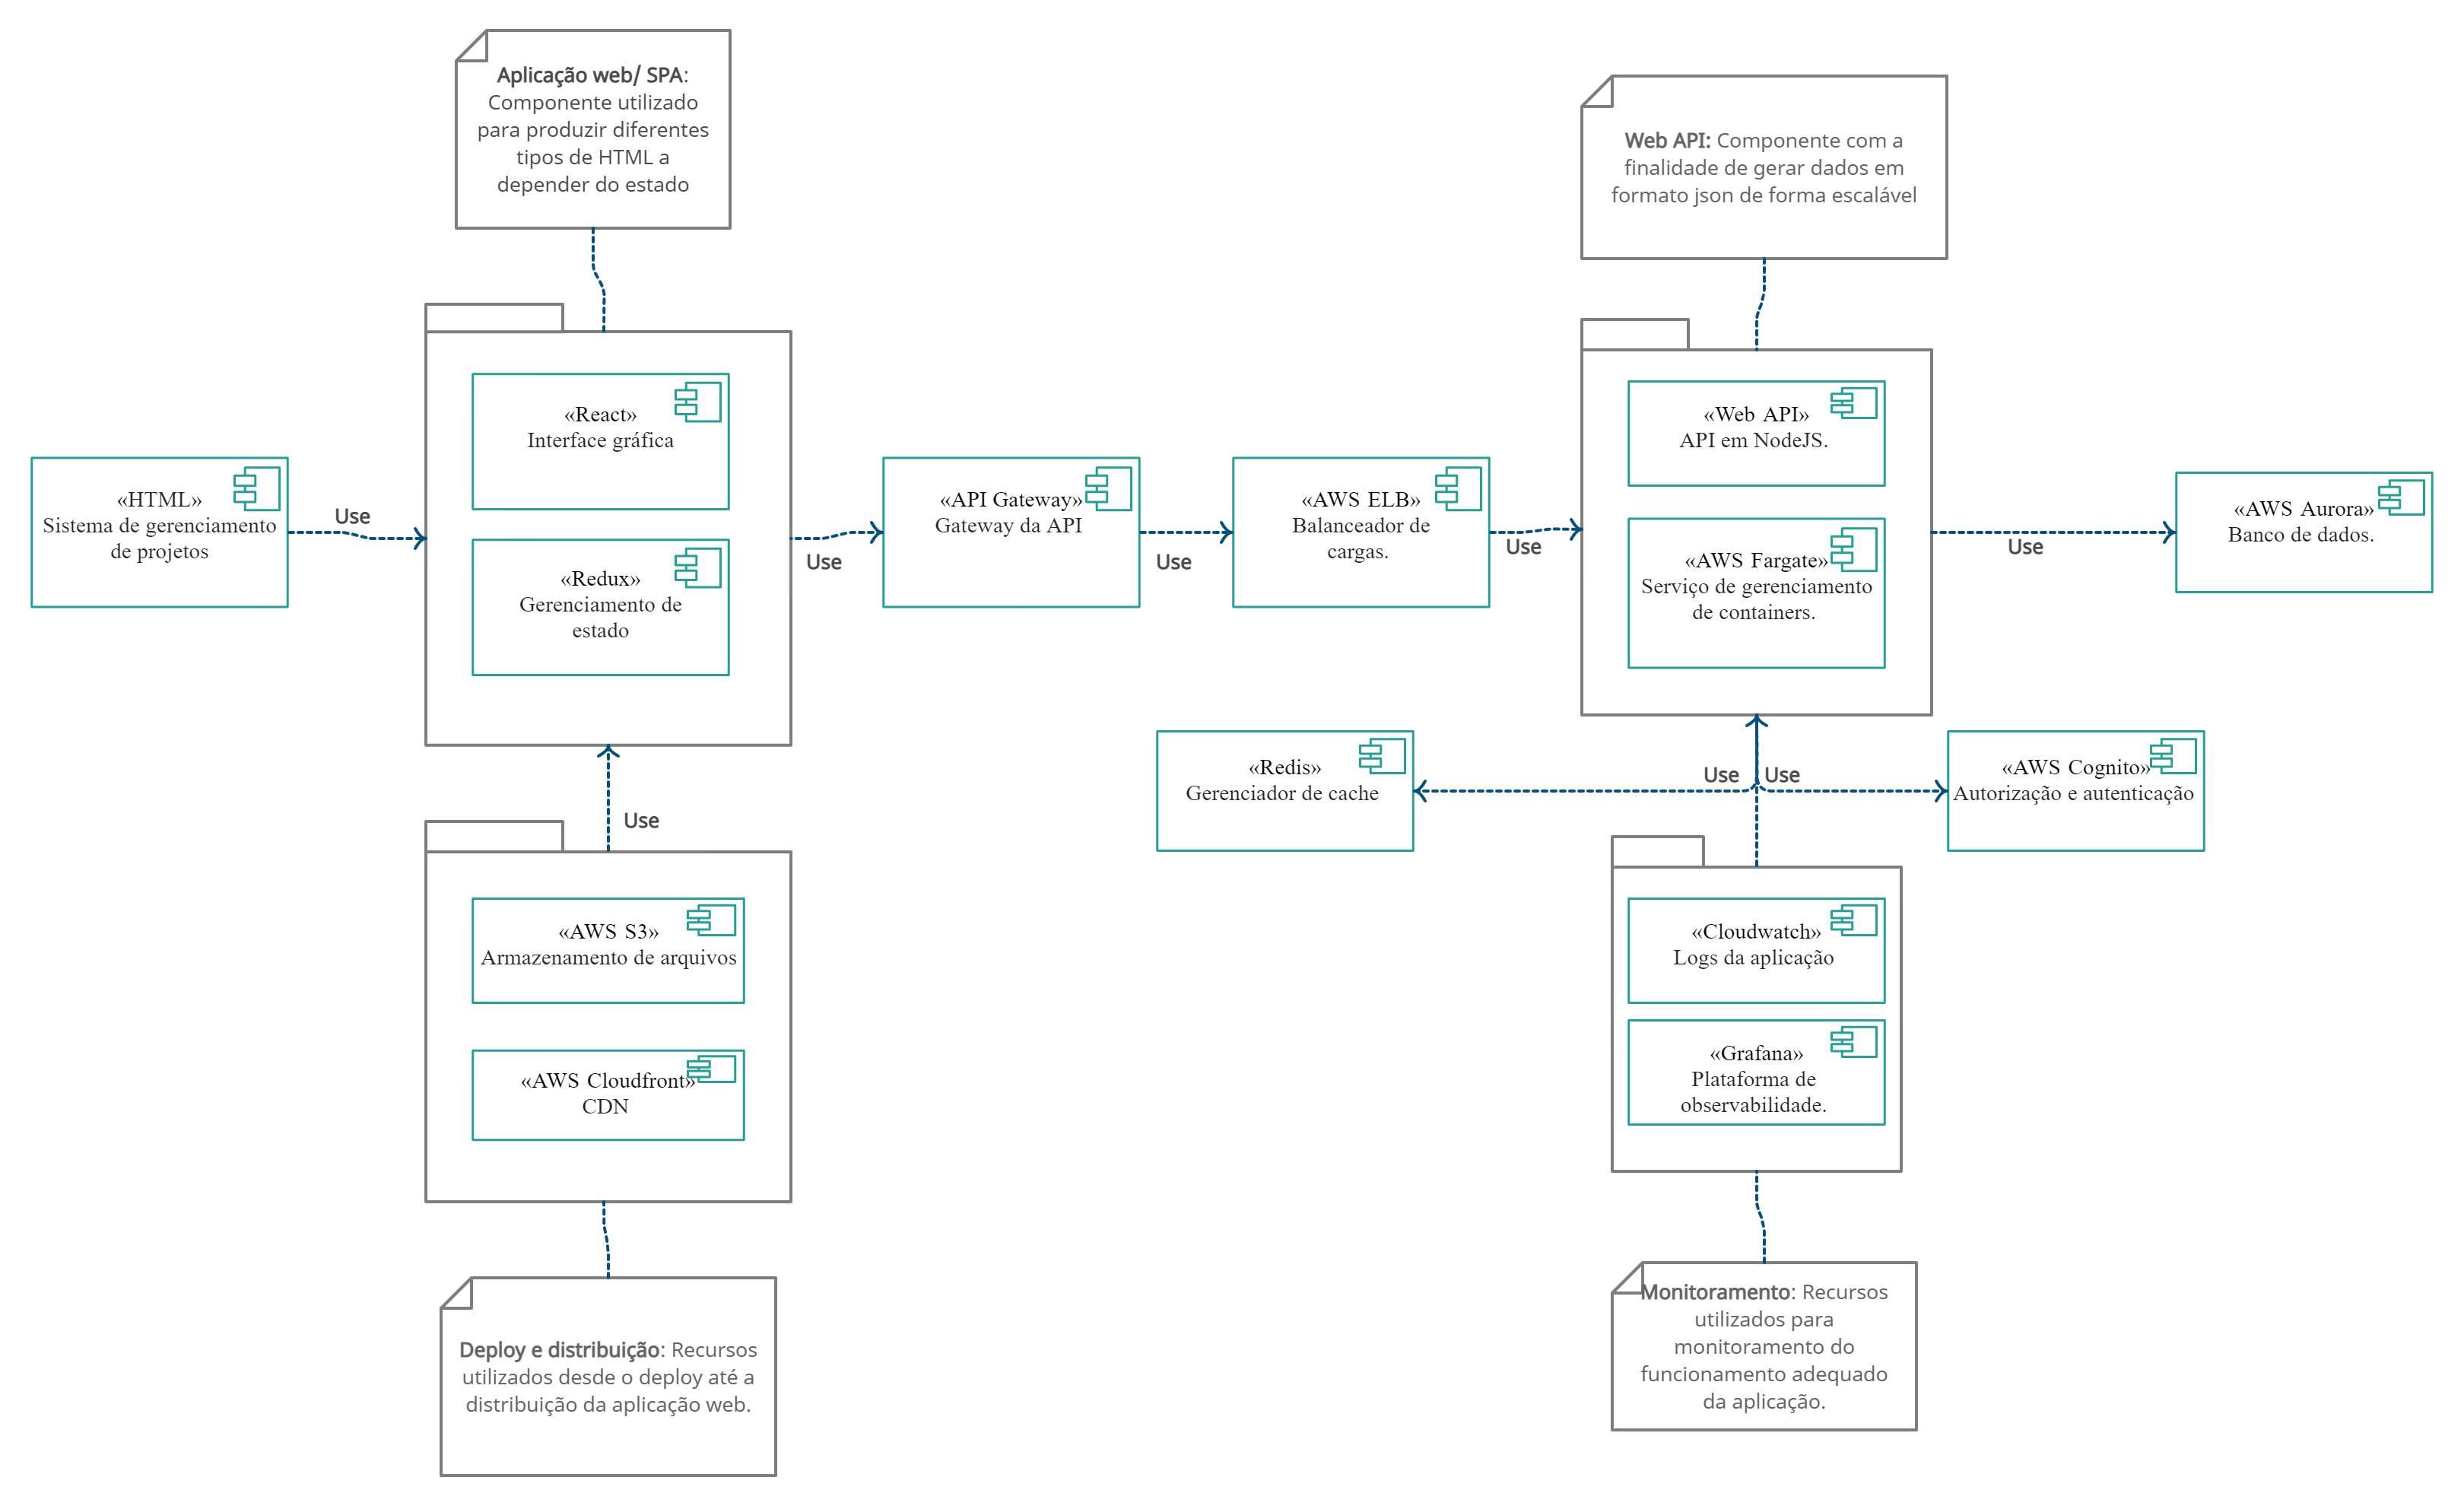 Aplicação web/ SPA:
Componente utilizado
para produzir diferentes
tipos de HTML a
depender do estado
Web API: Componente com a
finalidade de gerar dados em
formato json de forma escalável
«HTML»
Sistema de gerenciamento
de projetos
Use
«React»
Interface gráfica
«Redux»
Gerenciamento de
estado
Use
«API Gateway»
Gateway da API
Use
«AWS ELB»
Balanceador de
cargas.
Use
«Web API»
API em NodeJS.
«AWS Fargate»
Serviço de gerenciamento
de containers.
Use
«AWS Aurora»
Banco de dados.
«Redis»
Gerenciador de cache
Use
Use
«AWS Cognito»
Autorização e autenticação
Use
«AWS S3»
Armazenamento de arquivos
«AWS Cloudfront»
CDN
«Cloudwatch»
Logs da aplicação
«Grafana»
Plataforma de
observabilidade.
Deploy e distribuição: Recursos
utilizados desde o deploy até a
distribuição da aplicação web.
Monitoramento: Recursos
utilizados para
monitoramento do
funcionamento adequado
da aplicação.